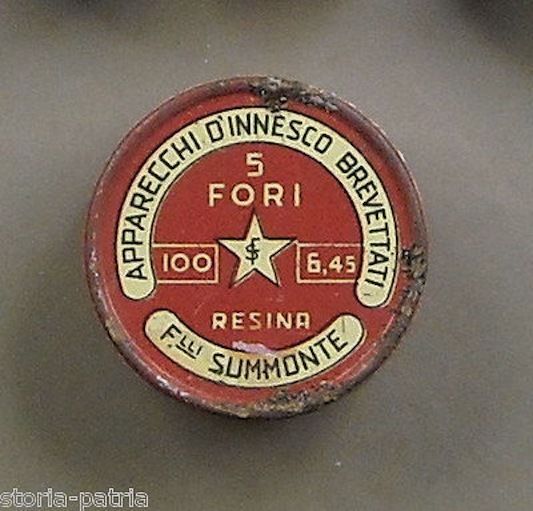 APPARECCHI D'INNESCO BREVETTATI
5
FORI
100
6,45
RESINA
F.LLI SUMMONTE
storia-patria